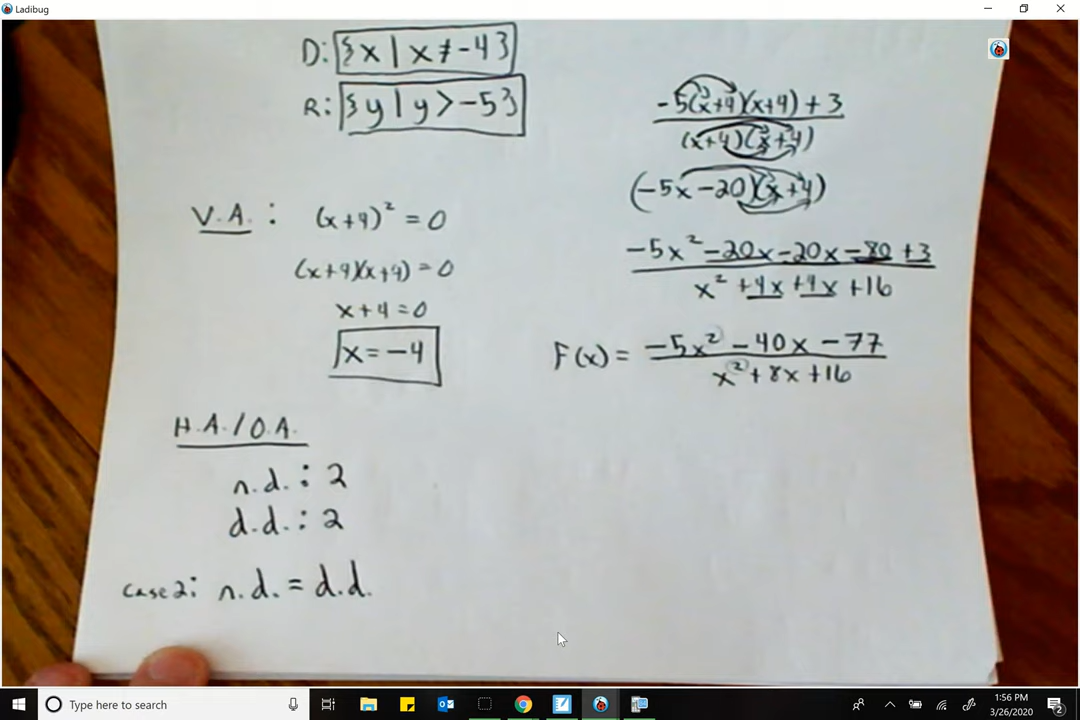 Ladibug
D: {x | x ≠ -4}
R: {y | y > -5}
V.A. : (x+4)² = 0
(x+4)(x+4) = 0
x+4 = 0
x = -4
H.A./O.A.
n.d. : 2
d.d. : 2
Case 2: n.d. = d.d.
-5(x+4)(x+4) + 3
(x+4)(x+4)
(-5x -20)(x+4)
-5x² -20x -20x -80 +3
x² +4x +4x +16
F(x) = -5x² -40x -77
x² + 8x +16
Type here to search
1:56 PM
3/26/2020
2